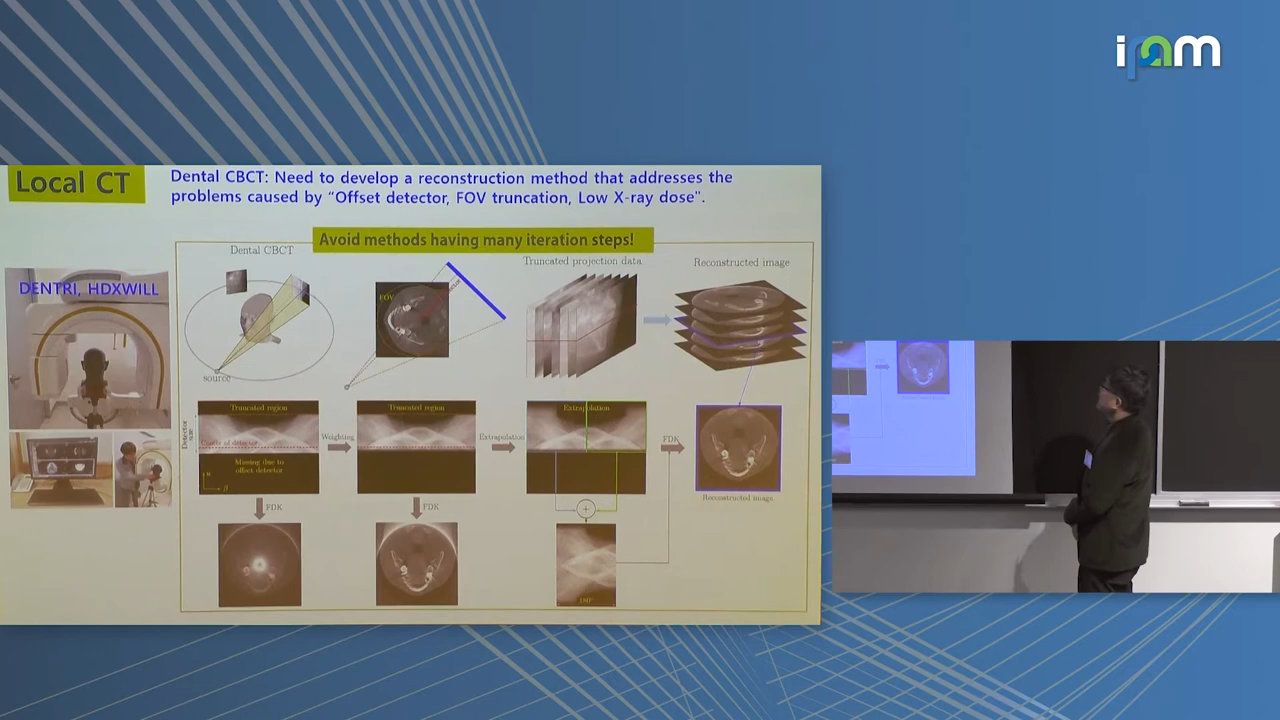 ipam
Local CT
Dental CBCT: Need to develop a reconstruction method that addresses the
problems caused by “Offset detector, FOV truncation, Low X-ray dose".
Avoid methods having many iteration steps!
DENTRI, HDXWILL
Dental CBCT
source
FOV
Truncated projection data
Reconstructed image
Detector
Truncated region
Center of detector
Missing due to
offset detector
Weighting
Truncated region
Extrapolation
Extrapolation
FDK
Reconstructed image
FDK
FDK
+
180°